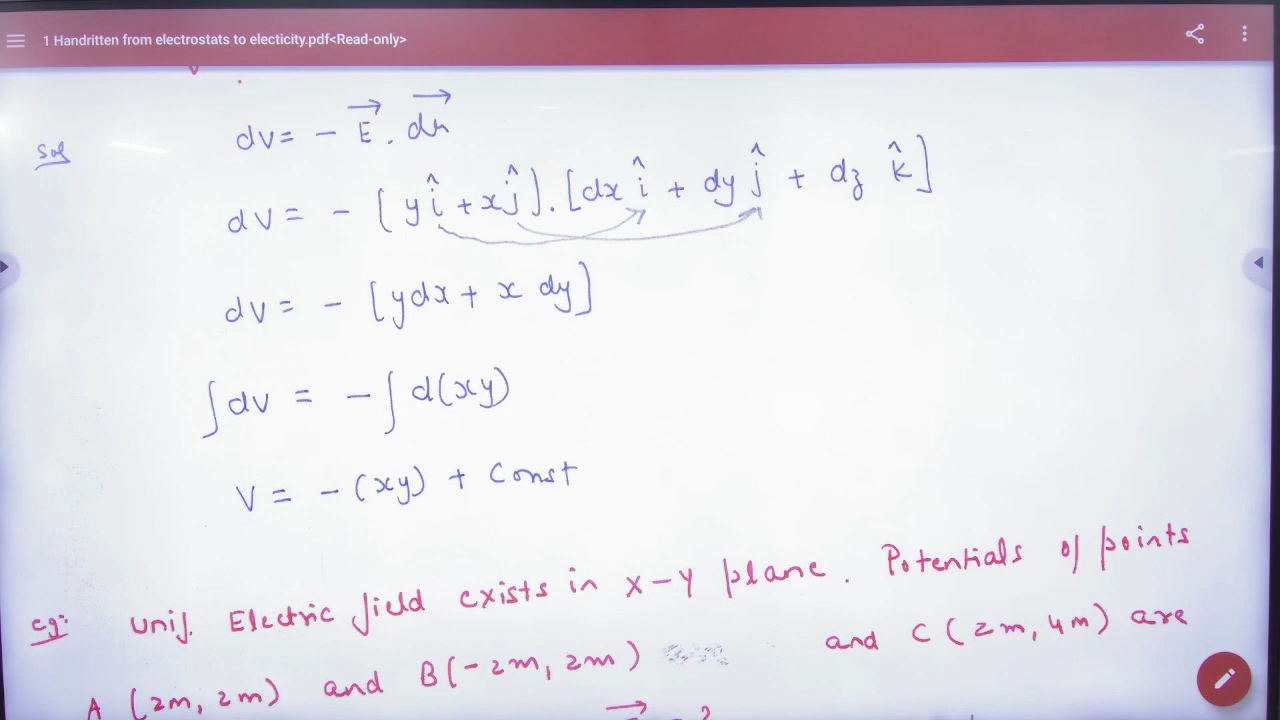 1 Handritten from electrostats to electicity.pdf<Read-only>
Sol dv = - E⃗ . dr⃗
dv = - [yî + xĵ] . [dx î + dy ĵ + dz k̂]
dv = - [ydx + x dy]
∫dv = - ∫d(xy)
V = - (xy) + Const
eg: Unif. Electric field exists in x-y plane. Potentials of points
A (2m, 2m) and B(-2m, 2m) and C(2m, 4m) are